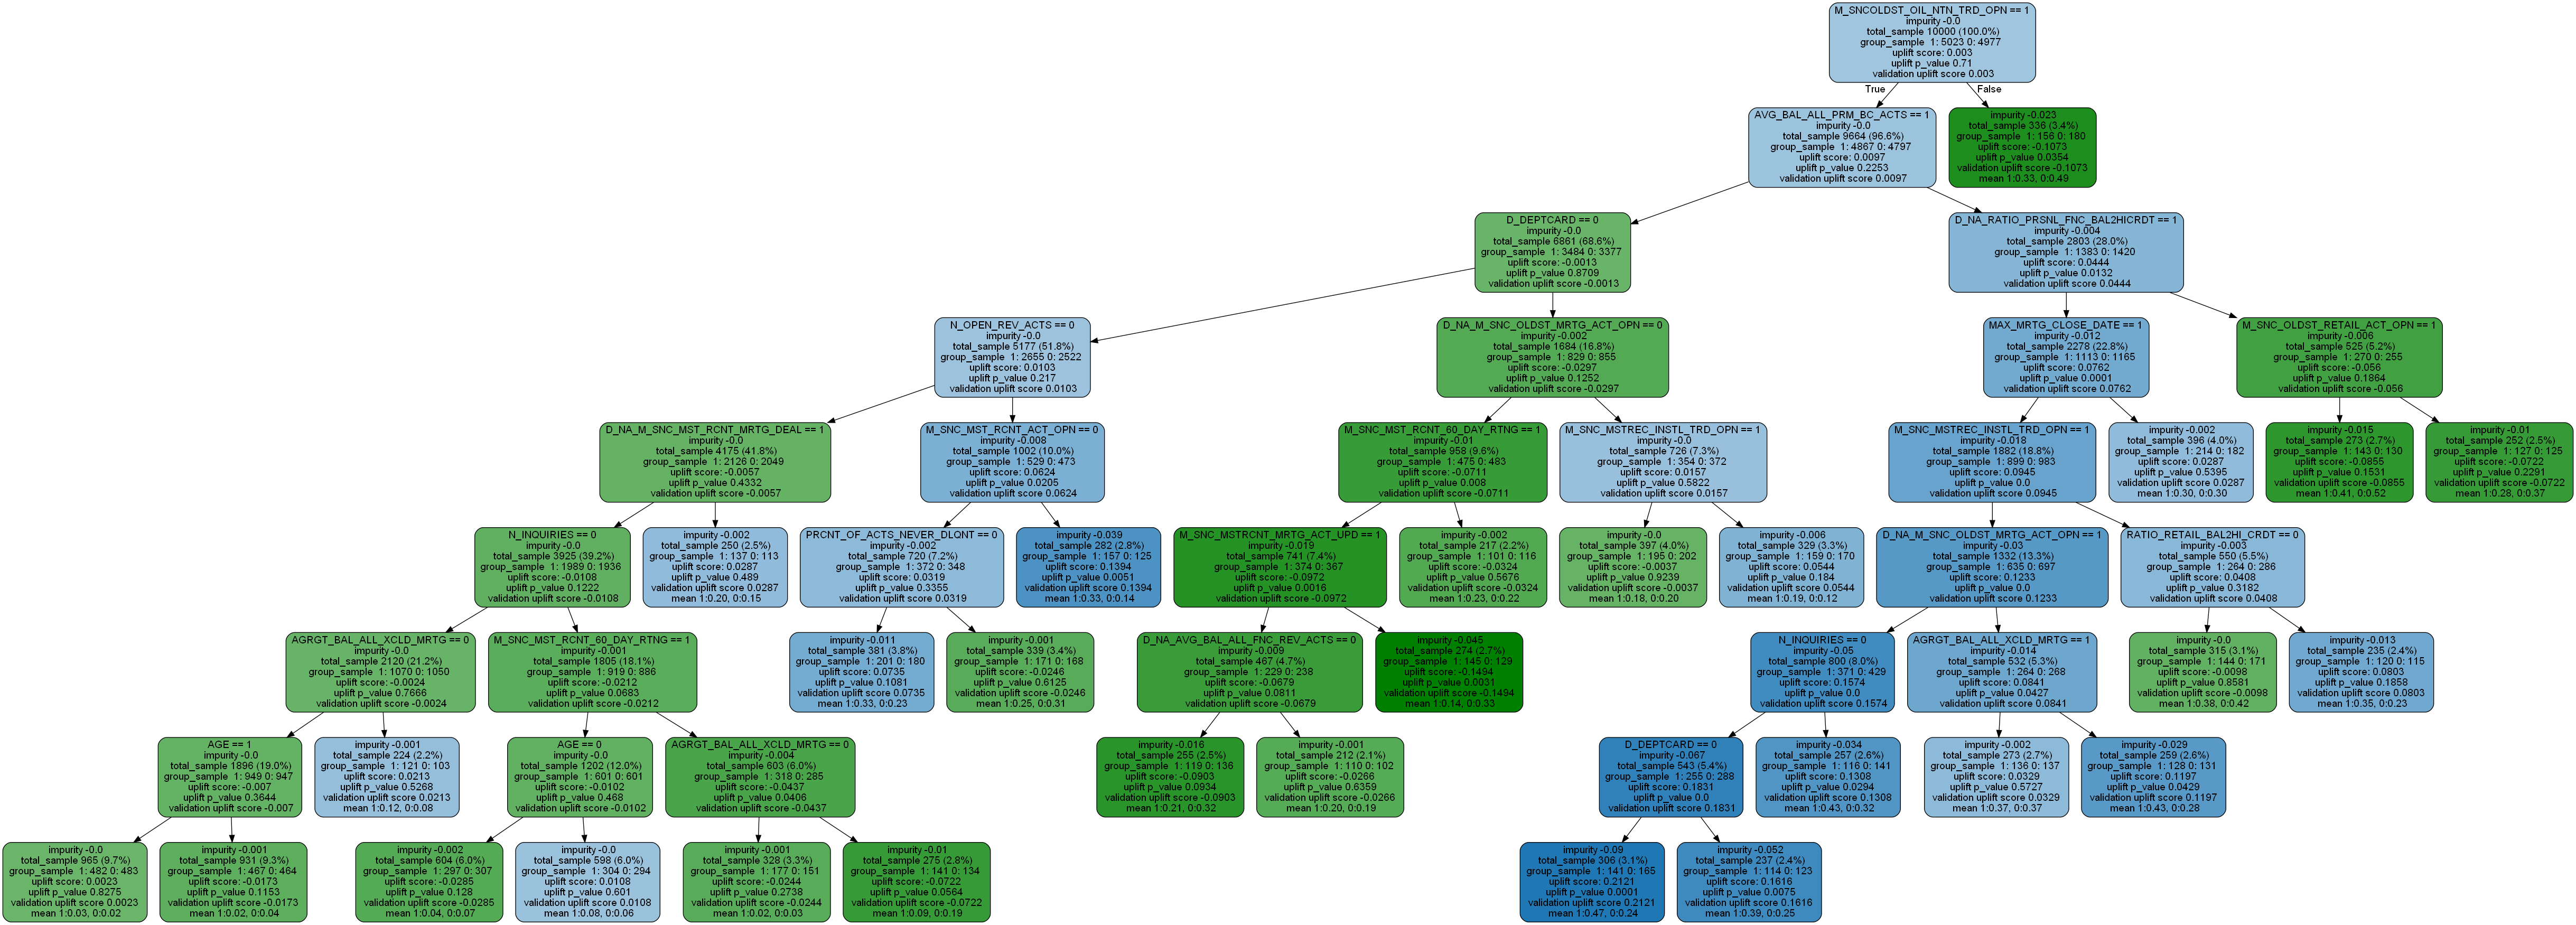 M_SNCOLDST_OIL_NTN_TRD_OPN == 1
impurity -0.0
total_sample 10000 (100.0%)
group_sample 1: 5023 0: 4977
uplift score: 0.003
uplift p_value 0.71
validation uplift score 0.003
True
False
AVG_BAL_ALL_PRM_BC_ACTS == 1
impurity -0.0
total_sample 9664 (96.6%)
group_sample 1: 4867 0: 4797
uplift score: 0.0097
uplift p_value 0.2253
validation uplift score 0.0097
impurity -0.023
total_sample 336 (3.4%)
group_sample 1: 156 0: 180
uplift score: -0.1073
uplift p_value 0.0354
validation uplift score -0.1073
mean 1:0.33, 0:0.49
D_DEPTCARD == 0
impurity -0.0
total_sample 6861 (68.6%)
group_sample 1: 3484 0: 3377
uplift score: -0.0013
uplift p_value 0.8709
validation uplift score -0.0013
D_NA_RATIO_PRSNL_FNC_BAL2HICRDT == 1
impurity -0.004
total_sample 2803 (28.0%)
group_sample 1: 1383 0: 1420
uplift score: 0.0444
uplift p_value 0.0132
validation uplift score 0.0444
N_OPEN_REV_ACTS == 0
impurity -0.0
total_sample 5177 (51.8%)
group_sample 1: 2655 0: 2522
uplift score: 0.0103
uplift p_value 0.217
validation uplift score 0.0103
D_NA_M_SNC_OLDST_MRTG_ACT_OPN == 0
impurity -0.002
total_sample 1684 (16.8%)
group_sample 1: 829 0: 855
uplift score: -0.0297
uplift p_value 0.1252
validation uplift score -0.0297
MAX_MRTG_CLOSE_DATE == 1
impurity -0.012
total_sample 2278 (22.8%)
group_sample 1: 1113 0: 1165
uplift score: 0.0762
uplift p_value 0.0001
validation uplift score 0.0762
M_SNC_OLDST_RETAIL_ACT_OPN == 1
impurity -0.006
total_sample 525 (5.2%)
group_sample 1: 270 0: 255
uplift score: -0.056
uplift p_value 0.1864
validation uplift score -0.056
D_NA_M_SNC_MST_RCNT_MRTG_DEAL == 1
impurity -0.0
total_sample 4175 (41.8%)
group_sample 1: 2126 0: 2049
uplift score: -0.0057
uplift p_value 0.4332
validation uplift score -0.0057
M_SNC_MST_RCNT_ACT_OPN == 0
impurity -0.008
total_sample 1002 (10.0%)
group_sample 1: 529 0: 473
uplift score: 0.0624
uplift p_value 0.0205
validation uplift score 0.0624
M_SNC_MST_RCNT_60_DAY_RTNG == 1
impurity -0.01
total_sample 958 (9.6%)
group_sample 1: 475 0: 483
uplift score: -0.0711
uplift p_value 0.008
validation uplift score -0.0711
M_SNC_MSTREC_INSTL_TRD_OPN == 1
impurity -0.0
total_sample 726 (7.3%)
group_sample 1: 354 0: 372
uplift score: 0.0157
uplift p_value 0.5822
validation uplift score 0.0157
M_SNC_MSTREC_INSTL_TRD_OPN == 1
impurity -0.018
total_sample 1882 (18.8%)
group_sample 1: 899 0: 983
uplift score: 0.0945
uplift p_value 0.0
validation uplift score 0.0945
impurity -0.002
total_sample 396 (4.0%)
group_sample 1: 214 0: 182
uplift score: 0.0287
uplift p_value 0.5395
validation uplift score 0.0287
mean 1:0.30, 0:0.30
impurity -0.015
total_sample 273 (2.7%)
group_sample 1: 143 0: 130
uplift score: -0.0855
uplift p_value 0.1531
validation uplift score -0.0855
mean 1:0.41, 0:0.52
impurity -0.01
total_sample 252 (2.5%)
group_sample 1: 127 0: 125
uplift score: -0.0722
uplift p_value 0.2291
validation uplift score -0.0722
mean 1:0.28, 0:0.37
N_INQUIRIES == 0
impurity -0.0
total_sample 3925 (39.2%)
group_sample 1: 1989 0: 1936
uplift score: -0.0108
uplift p_value 0.1222
validation uplift score -0.0108
impurity -0.002
total_sample 250 (2.5%)
group_sample 1: 137 0: 113
uplift score: 0.0287
uplift p_value 0.489
validation uplift score 0.0287
mean 1:0.20, 0:0.15
PRCNT_OF_ACTS_NEVER_DLQNT == 0
impurity -0.002
total_sample 720 (7.2%)
group_sample 1: 372 0: 348
uplift score: 0.0319
uplift p_value 0.3355
validation uplift score 0.0319
impurity -0.039
total_sample 282 (2.8%)
group_sample 1: 157 0: 125
uplift score: 0.1394
uplift p_value 0.0051
validation uplift score 0.1394
mean 1:0.33, 0:0.14
M_SNC_MSTRCNT_MRTG_ACT_UPD == 1
impurity -0.019
total_sample 741 (7.4%)
group_sample 1: 374 0: 367
uplift score: -0.0972
uplift p_value 0.0016
validation uplift score -0.0972
impurity -0.002
total_sample 217 (2.2%)
group_sample 1: 101 0: 116
uplift score: -0.0324
uplift p_value 0.5676
validation uplift score -0.0324
mean 1:0.23, 0:0.22
impurity -0.0
total_sample 397 (4.0%)
group_sample 1: 195 0: 202
uplift score: -0.0037
uplift p_value 0.9239
validation uplift score -0.0037
mean 1:0.18, 0:0.20
impurity -0.006
total_sample 329 (3.3%)
group_sample 1: 159 0: 170
uplift score: 0.0544
uplift p_value 0.184
validation uplift score 0.0544
mean 1:0.19, 0:0.12
D_NA_M_SNC_OLDST_MRTG_ACT_OPN == 1
impurity -0.03
total_sample 1332 (13.3%)
group_sample 1: 635 0: 697
uplift score: 0.1233
uplift p_value 0.0
validation uplift score 0.1233
RATIO_RETAIL_BAL2HI_CRDT == 0
impurity -0.003
total_sample 550 (5.5%)
group_sample 1: 264 0: 286
uplift score: 0.0408
uplift p_value 0.3182
validation uplift score 0.0408
AGRGT_BAL_ALL_XCLD_MRTG == 0
impurity -0.0
total_sample 2120 (21.2%)
group_sample 1: 1070 0: 1050
uplift score: -0.0024
uplift p_value 0.7666
validation uplift score -0.0024
M_SNC_MST_RCNT_60_DAY_RTNG == 1
impurity -0.001
total_sample 1805 (18.1%)
group_sample 1: 919 0: 886
uplift score: -0.0212
uplift p_value 0.0683
validation uplift score -0.0212
impurity -0.011
total_sample 381 (3.8%)
group_sample 1: 201 0: 180
uplift score: 0.0735
uplift p_value 0.1081
validation uplift score 0.0735
mean 1:0.33, 0:0.23
impurity -0.001
total_sample 339 (3.4%)
group_sample 1: 171 0: 168
uplift score: -0.0246
uplift p_value 0.6125
validation uplift score -0.0246
mean 1:0.25, 0:0.31
D_NA_AVG_BAL_ALL_FNC_REV_ACTS == 0
impurity -0.009
total_sample 467 (4.7%)
group_sample 1: 229 0: 238
uplift score: -0.0679
uplift p_value 0.0811
validation uplift score -0.0679
impurity -0.045
total_sample 274 (2.7%)
group_sample 1: 145 0: 129
uplift score: -0.1494
uplift p_value 0.0031
validation uplift score -0.1494
mean 1:0.14, 0:0.33
N_INQUIRIES == 0
impurity -0.05
total_sample 800 (8.0%)
group_sample 1: 371 0: 429
uplift score: 0.1574
uplift p_value 0.0
validation uplift score 0.1574
AGRGT_BAL_ALL_XCLD_MRTG == 1
impurity -0.014
total_sample 532 (5.3%)
group_sample 1: 264 0: 268
uplift score: 0.0841
uplift p_value 0.0427
validation uplift score 0.0841
impurity -0.0
total_sample 315 (3.1%)
group_sample 1: 144 0: 171
uplift score: -0.0098
uplift p_value 0.8581
validation uplift score -0.0098
mean 1:0.38, 0:0.42
impurity -0.013
total_sample 235 (2.4%)
group_sample 1: 120 0: 115
uplift score: 0.0803
uplift p_value 0.1858
validation uplift score 0.0803
mean 1:0.35, 0:0.23
AGE == 1
impurity -0.0
total_sample 1896 (19.0%)
group_sample 1: 949 0: 947
uplift score: -0.007
uplift p_value 0.3644
validation uplift score -0.007
impurity -0.001
total_sample 224 (2.2%)
group_sample 1: 121 0: 103
uplift score: 0.0213
uplift p_value 0.5268
validation uplift score 0.0213
mean 1:0.12, 0:0.08
AGE == 0
impurity -0.0
total_sample 1202 (12.0%)
group_sample 1: 601 0: 601
uplift score: -0.0102
uplift p_value 0.468
validation uplift score -0.0102
AGRGT_BAL_ALL_XCLD_MRTG == 0
impurity -0.004
total_sample 603 (6.0%)
group_sample 1: 318 0: 285
uplift score: -0.0437
uplift p_value 0.0406
validation uplift score -0.0437
impurity -0.016
total_sample 255 (2.5%)
group_sample 1: 119 0: 136
uplift score: -0.0903
uplift p_value 0.0934
validation uplift score -0.0903
mean 1:0.21, 0:0.32
impurity -0.001
total_sample 212 (2.1%)
group_sample 1: 110 0: 102
uplift score: -0.0266
uplift p_value 0.6359
validation uplift score -0.0266
mean 1:0.20, 0:0.19
D_DEPTCARD == 0
impurity -0.067
total_sample 543 (5.4%)
group_sample 1: 255 0: 288
uplift score: 0.1831
uplift p_value 0.0
validation uplift score 0.1831
impurity -0.034
total_sample 257 (2.6%)
group_sample 1: 116 0: 141
uplift score: 0.1308
uplift p_value 0.0294
validation uplift score 0.1308
mean 1:0.43, 0:0.32
impurity -0.002
total_sample 273 (2.7%)
group_sample 1: 136 0: 137
uplift score: 0.0329
uplift p_value 0.5727
validation uplift score 0.0329
mean 1:0.37, 0:0.37
impurity -0.029
total_sample 259 (2.6%)
group_sample 1: 128 0: 131
uplift score: 0.1197
uplift p_value 0.0429
validation uplift score 0.1197
mean 1:0.43, 0:0.28
impurity -0.0
total_sample 965 (9.7%)
group_sample 1: 482 0: 483
uplift score: 0.0023
uplift p_value 0.8275
validation uplift score 0.0023
mean 1:0.03, 0:0.02
impurity -0.001
total_sample 931 (9.3%)
group_sample 1: 467 0: 464
uplift score: -0.0173
uplift p_value 0.1153
validation uplift score -0.0173
mean 1:0.02, 0:0.04
impurity -0.002
total_sample 604 (6.0%)
group_sample 1: 297 0: 307
uplift score: -0.0285
uplift p_value 0.128
validation uplift score -0.0285
mean 1:0.04, 0:0.07
impurity -0.0
total_sample 598 (6.0%)
group_sample 1: 304 0: 294
uplift score: 0.0108
uplift p_value 0.601
validation uplift score 0.0108
mean 1:0.08, 0:0.06
impurity -0.001
total_sample 328 (3.3%)
group_sample 1: 177 0: 151
uplift score: -0.0244
uplift p_value 0.2738
validation uplift score -0.0244
mean 1:0.02, 0:0.03
impurity -0.01
total_sample 275 (2.8%)
group_sample 1: 141 0: 134
uplift score: -0.0722
uplift p_value 0.0564
validation uplift score -0.0722
mean 1:0.09, 0:0.19
impurity -0.09
total_sample 306 (3.1%)
group_sample 1: 141 0: 165
uplift score: 0.2121
uplift p_value 0.0001
validation uplift score 0.2121
mean 1:0.47, 0:0.24
impurity -0.052
total_sample 237 (2.4%)
group_sample 1: 114 0: 123
uplift score: 0.1616
uplift p_value 0.0075
validation uplift score 0.1616
mean 1:0.39, 0:0.25